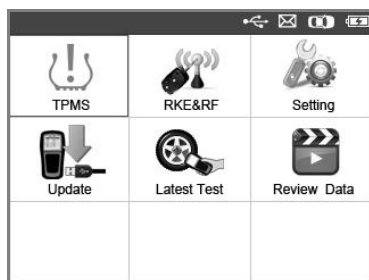 TPMS
RKE&RF
Setting
Update
Latest Test
Review Data